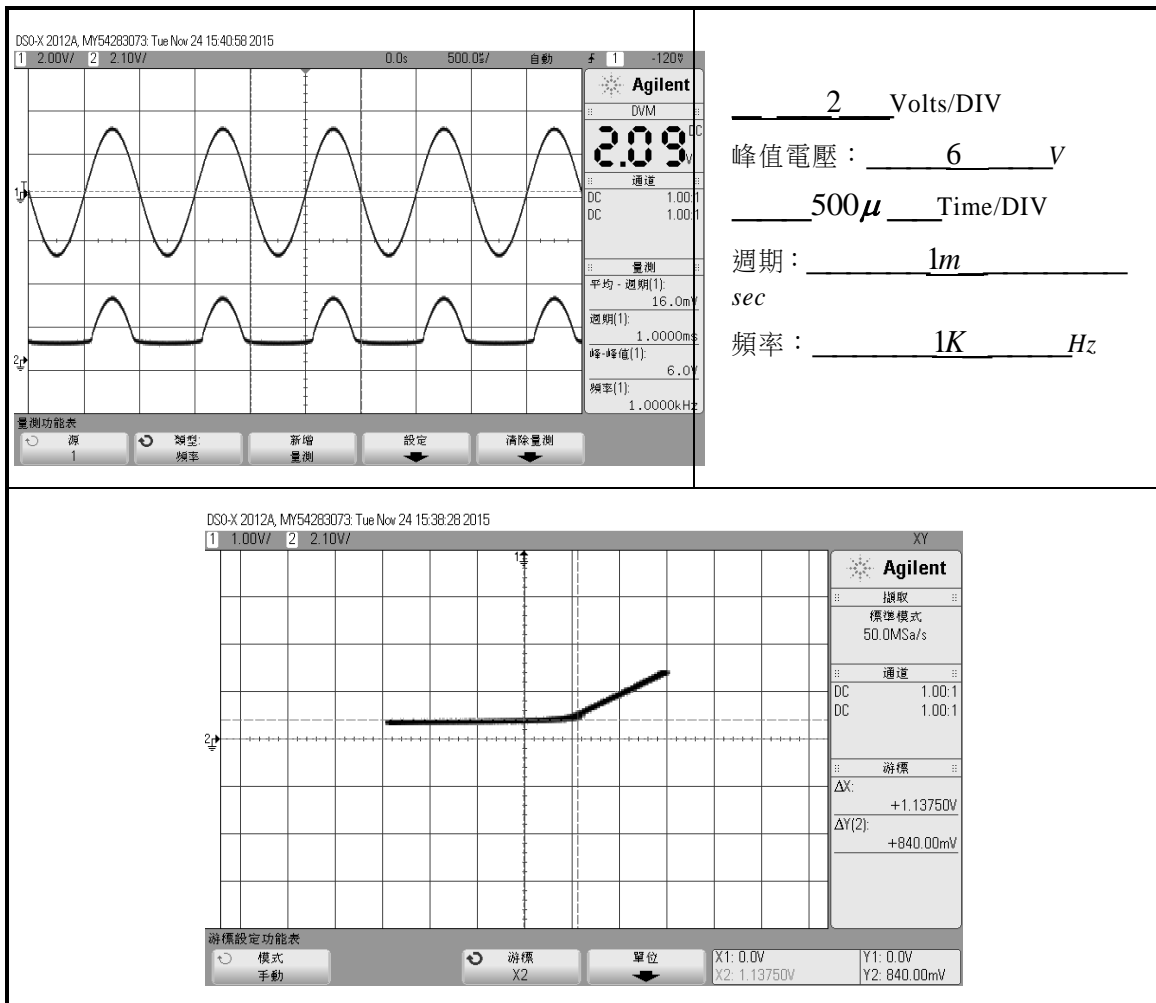 DSO-X 2012A, MY54283073: Tue Nov 24 15:40:58 2015
1 2.00V/ 2 2.10V/ 0.0s 500.0%/ 自動 1 -120%
Agilent
DVM
2.09 DC V
通道
DC 1.00:1
DC 1.00:1
量測
平均 - 週期(1):
16.0mV
週期(1):
1.0000ms
峰-峰值(1):
6.0V
頻率(1):
1.0000kHz
1
2
量測功能表
源
1
類型:
頻率
新增
量測
設定
清除量測
2 Volts/DIV
峰值電壓：6 V
500μ Time/DIV
週期：1m
sec
頻率：1K Hz
DSO-X 2012A, MY54283073: Tue Nov 24 15:38:28 2015
1 1.00V/ 2 2.10V/ XY
1
2
Agilent
擷取
標準模式
50.0MSa/s
通道
DC 1.00:1
DC 1.00:1
游標
ΔX:
+1.13750V
ΔY(2):
+840.00mV
游標設定功能表
模式
手動
游標
X2
單位
X1: 0.0V
X2: 1.13750V
Y1: 0.0V
Y2: 840.00mV